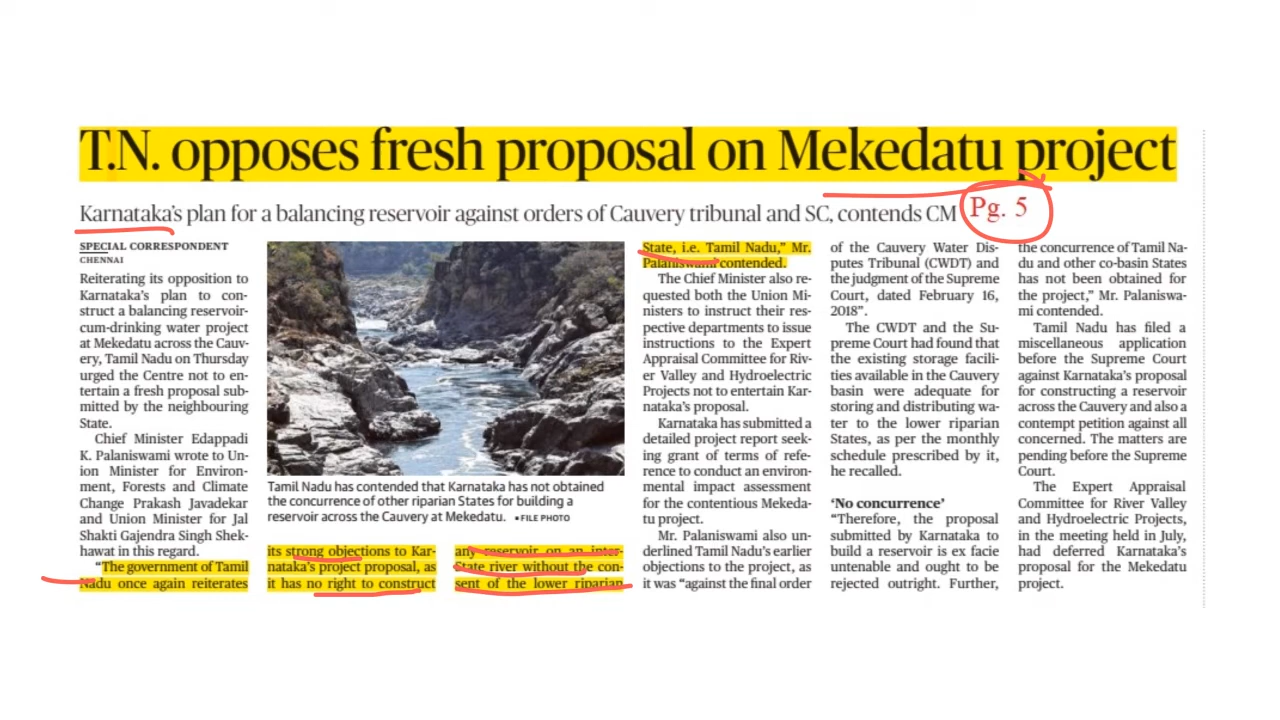 T.N. opposes fresh proposal on Mekedatu project
Karnataka's plan for a balancing reservoir against orders of Cauvery tribunal and SC, contends CM
Pg. 5
SPECIAL CORRESPONDENT
CHENNAI
Reiterating its opposition to
Karnataka's plan to con-
struct a balancing reservoir-
cum-drinking water project
at Mekedatu across the Cauv-
ery, Tamil Nadu on Thursday
urged the Centre not to en-
tertain a fresh proposal sub-
mitted by the neighbouring
State.
Chief Minister Edappadi
K. Palaniswami wrote to Un-
ion Minister for Environ-
ment, Forests and Climate
Change Prakash Javadekar
and Union Minister for Jal
Shakti Gajendra Singh Shek-
hawat in this regard.
"The government of Tamil
Nadu once again reiterates
Tamil Nadu has contended that Karnataka has not obtained
the concurrence of other riparian States for building a
reservoir across the Cauvery at Mekedatu. •FILE PHOTO
its strong objections to Kar-
nataka's project proposal, as
it has no right to construct
any reservoir on an inter-
State river without the con-
sent of the lower riparian
State, i.e. Tamil Nadu," Mr.
Palaniswami contended.
The Chief Minister also re-
quested both the Union Mi-
nisters to instruct their res-
pective departments to issue
instructions to the Expert
Appraisal Committee for Riv-
er Valley and Hydroelectric
Projects not to entertain Kar-
nataka's proposal.
Karnataka has submitted a
detailed project report seek-
ing grant of terms of refe-
rence to conduct an environ-
mental impact assessment
for the contentious Mekeda-
tu project.
Mr. Palaniswami also un-
derlined Tamil Nadu's earlier
objections to the project, as
it was "against the final order
of the Cauvery Water Dis-
putes Tribunal (CWDT) and
the judgment of the Supreme
Court, dated February 16,
2018".
The CWDT and the Su-
preme Court had found that
the existing storage facili-
ties available in the Cauvery
basin were adequate for
storing and distributing wa-
ter to the lower riparian
States, as per the monthly
schedule prescribed by it,
he recalled.
'No concurrence'
"Therefore, the proposal
submitted by Karnataka to
build a reservoir is ex facie
untenable and ought to be
rejected outright. Further,
the concurrence of Tamil Na-
du and other co-basin States
has not been obtained for
the project," Mr. Palaniswa-
mi contended.
Tamil Nadu has filed a
miscellaneous application
before the Supreme Court
against Karnataka's proposal
for constructing a reservoir
across the Cauvery and also a
contempt petition against all
concerned. The matters are
pending before the Supreme
Court.
The Expert Appraisal
Committee for River Valley
and Hydroelectric Projects,
in the meeting held in July,
had deferred Karnataka's
proposal for the Mekedatu
project.